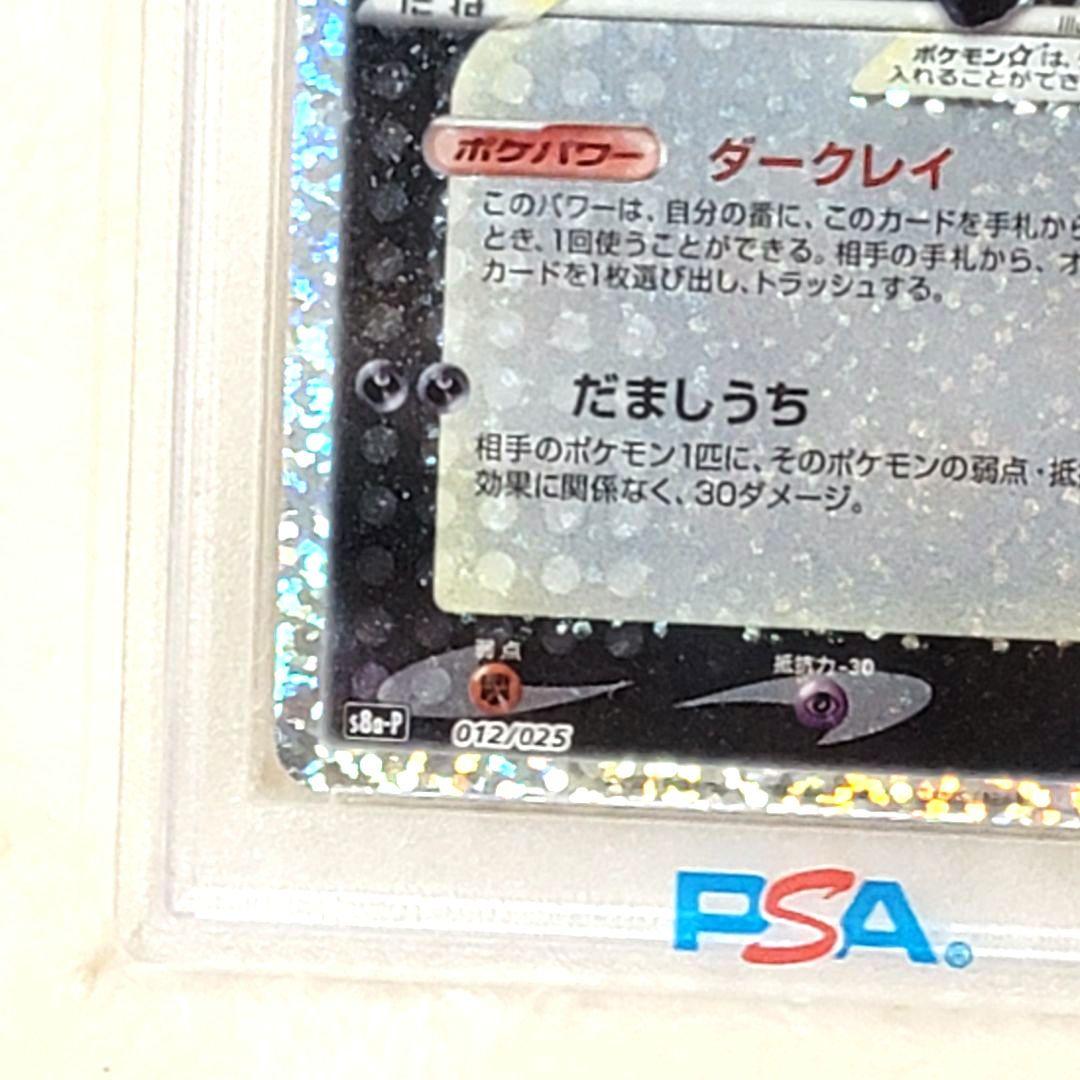 たね
Illus
ポケモン☆は、
入れることができ
ポケパワー ダークレイ
このパワーは、自分の番に、このカードを手札から
とき、1回使うことができる。相手の手札から、オ
カードを1枚選び出し、トラッシュする。
だましうち
相手のポケモン1匹に、そのポケモンの弱点・抵
効果に関係なく、30ダメージ。
弱点
闘
抵抗力-30
s8a-P 012/025
PSA®